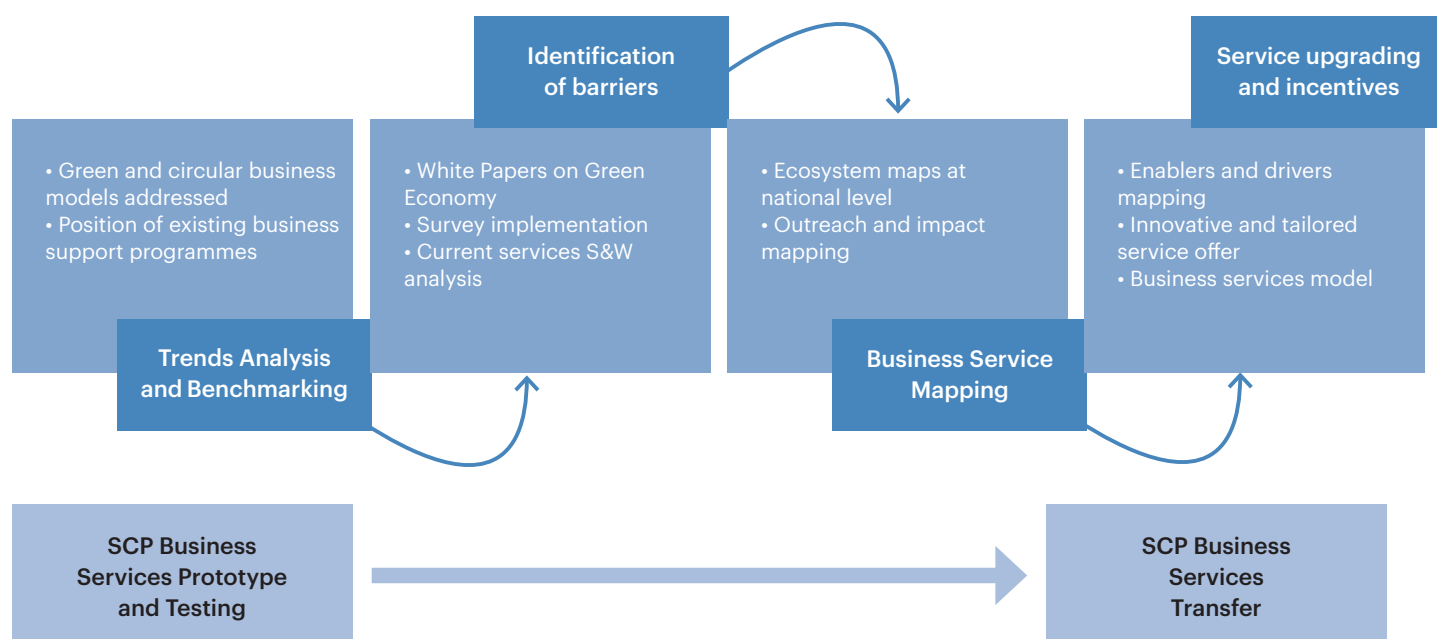 Identification
of barriers
Service upgrading
and incentives
• Green and circular business
models addressed
• Position of existing business
support programmes
• White Papers on Green
Economy
• Survey implementation
• Current services S&W
analysis
• Ecosystem maps at
national level
• Outreach and impact
mapping
• Enablers and drivers
mapping
• Innovative and tailored
service offer
• Business services model
Trends Analysis
and Benchmarking
Business Service
Mapping
SCP Business
Services Prototype
and Testing
SCP Business
Services
Transfer